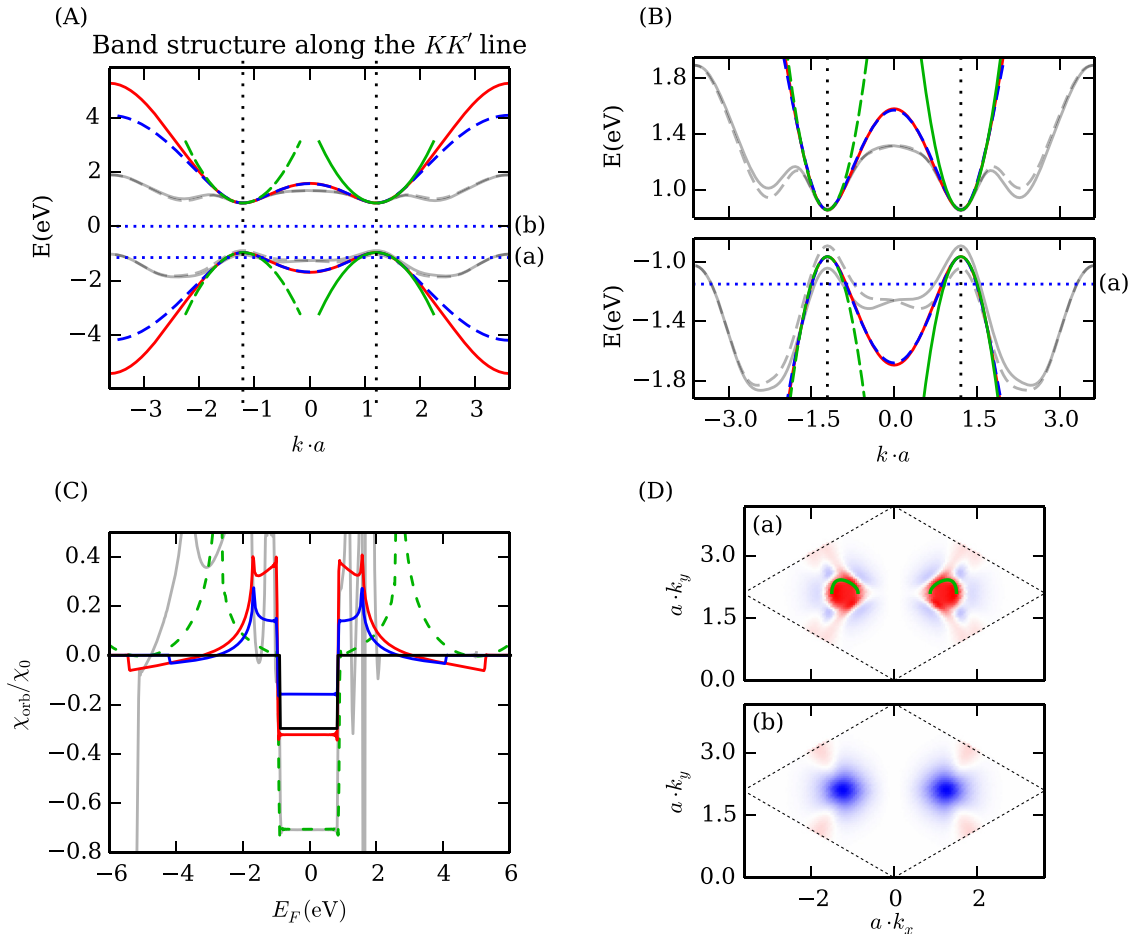 (A)
Band structure along the KK′ line
E(eV)
4
2
0
−2
−4
(b)
(a)
−3
−2
−1
0
1
2
3
k·a
(B)
E(eV)
1.8
1.4
1.0
E(eV)
−1.0
−1.4
−1.8
(a)
−3.0
−1.5
0.0
1.5
3.0
k·a
(C)
χorb/χ0
0.4
0.2
0.0
−0.2
−0.4
−0.6
−0.8
−6
−4
−2
0
2
4
6
EF(eV)
(D)
(a)
a·ky
3.0
1.5
0.0
(b)
a·ky
3.0
1.5
0.0
−2
0
2
a·kx